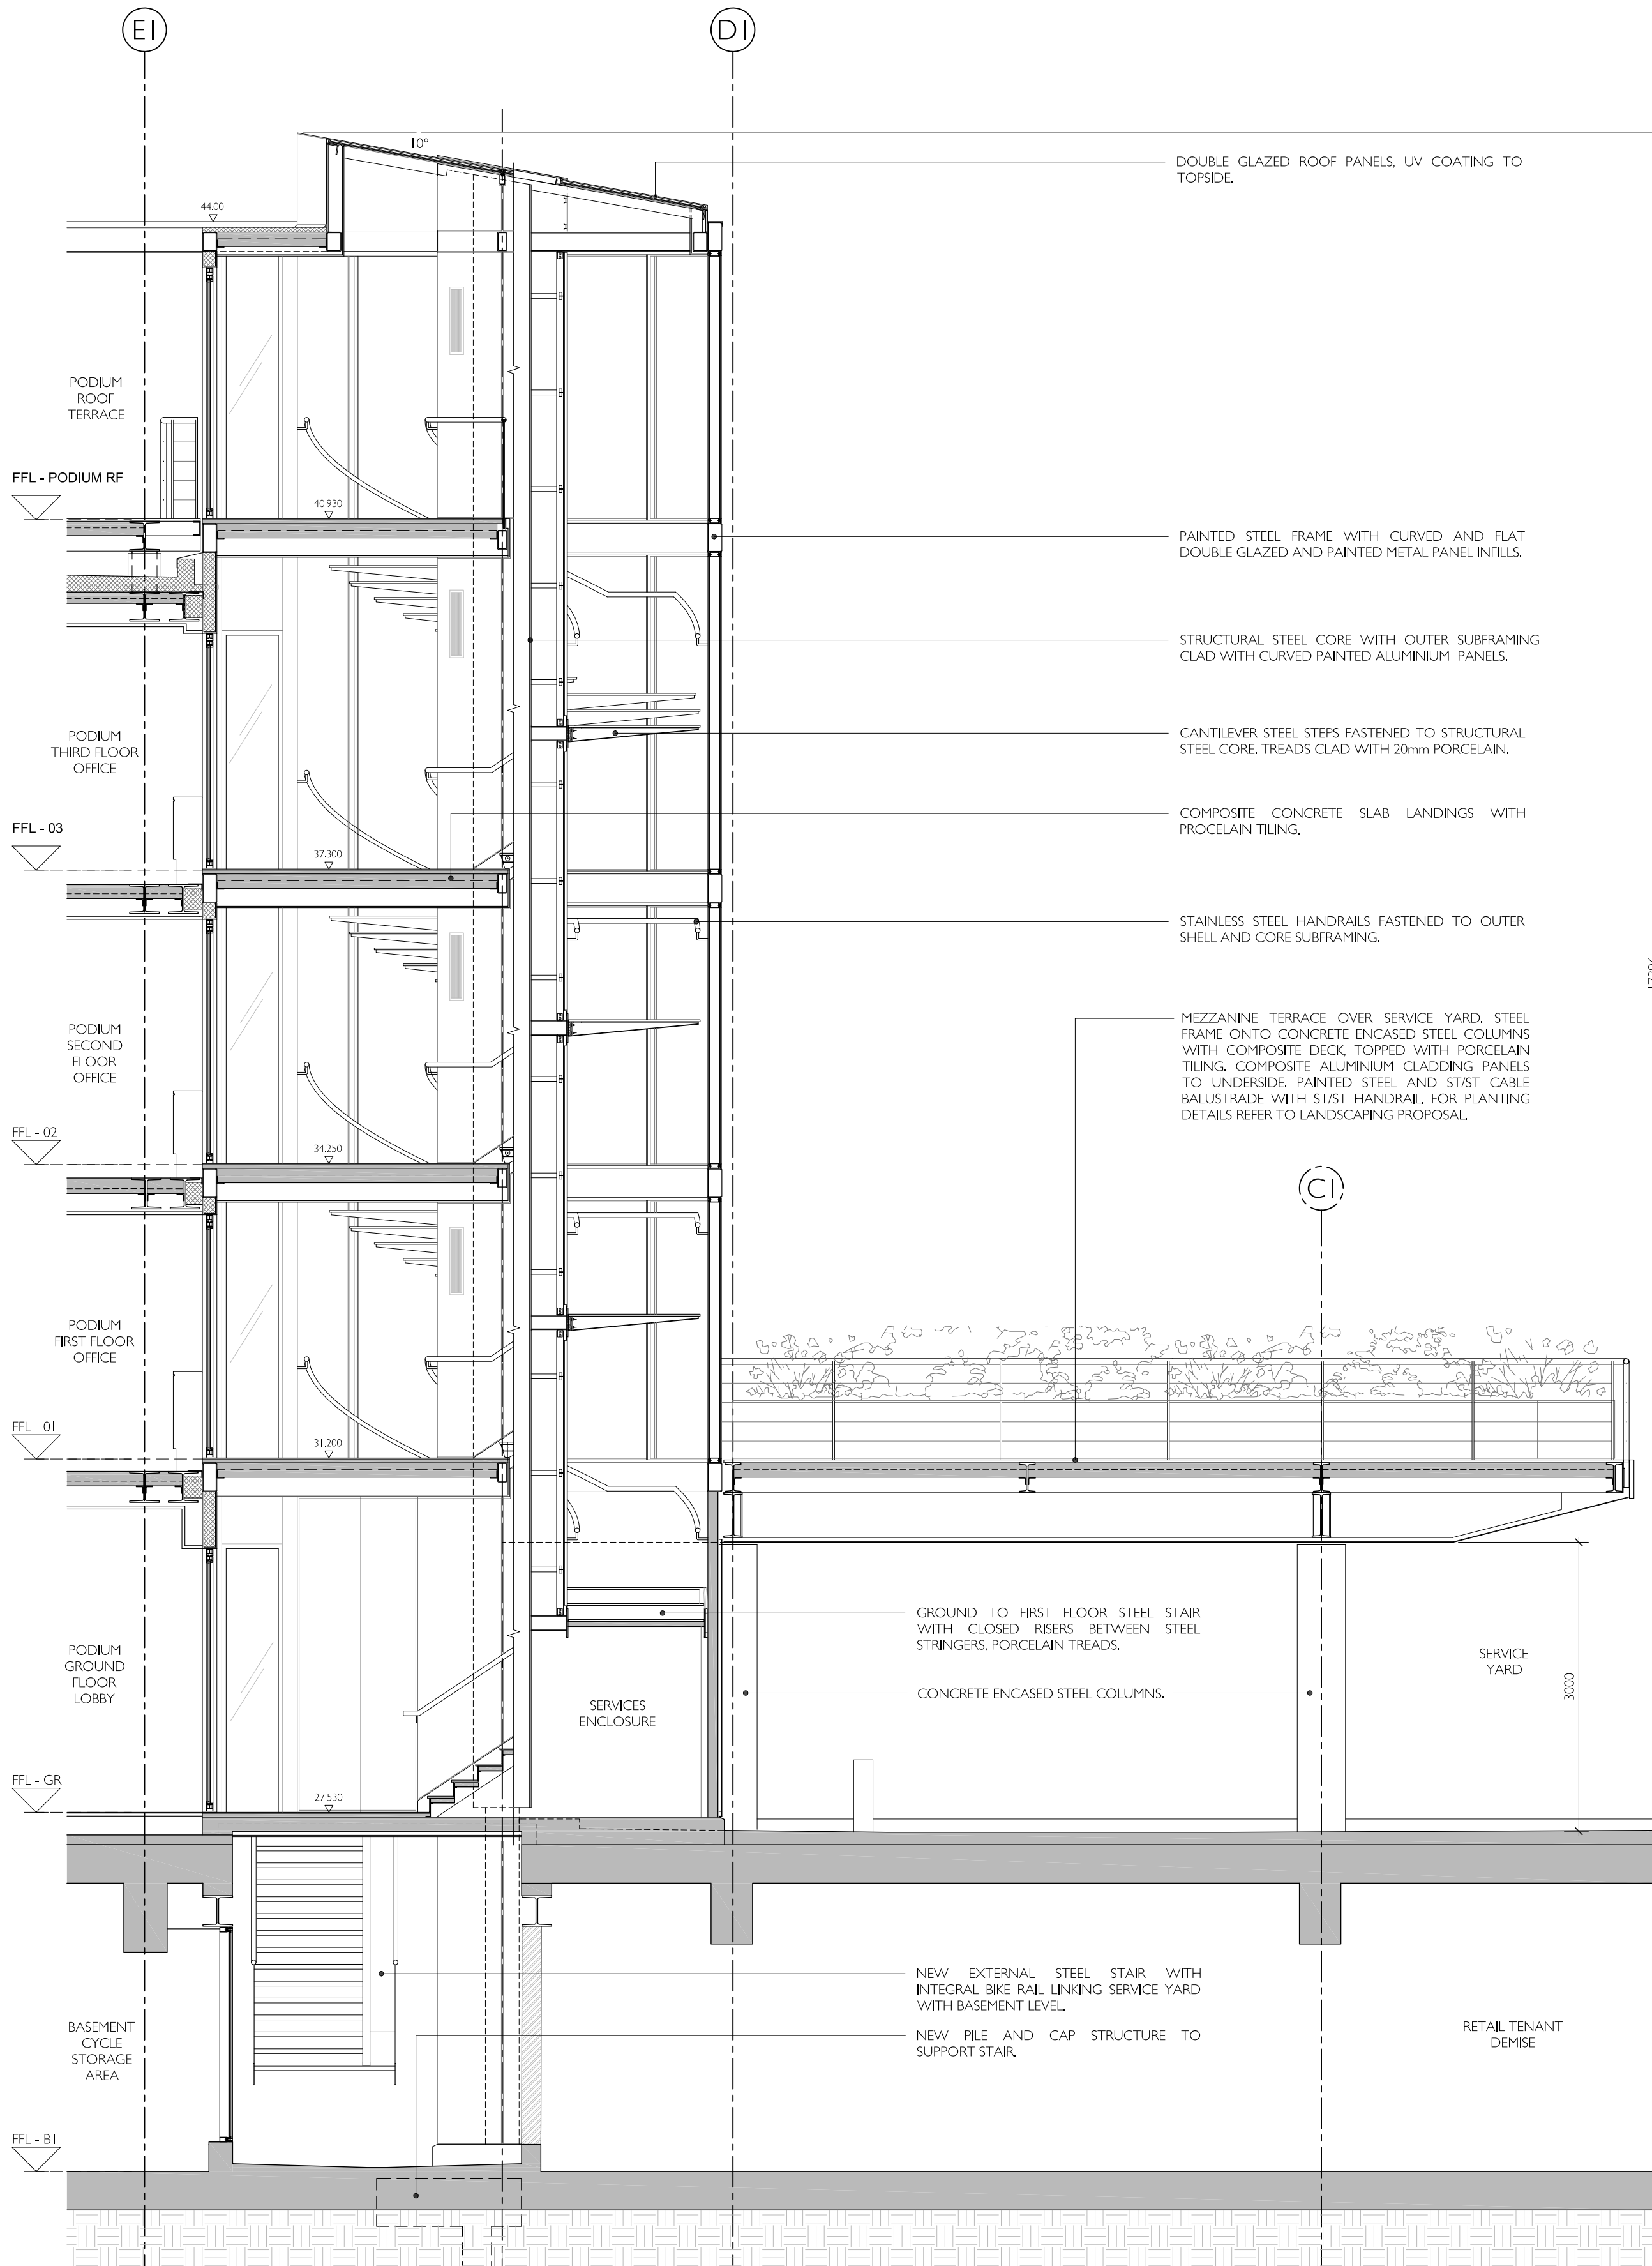 E1
D1
10°
DOUBLE GLAZED ROOF PANELS, UV COATING TO
TOPSIDE.
44.00
PODIUM
ROOF
TERRACE
FFL - PODIUM RF
40.930
PAINTED STEEL FRAME WITH CURVED AND FLAT
DOUBLE GLAZED AND PAINTED METAL PANEL INFILLS.
STRUCTURAL STEEL CORE WITH OUTER SUBFRAMING
CLAD WITH CURVED PAINTED ALUMINIUM PANELS.
PODIUM
THIRD FLOOR
OFFICE
CANTILEVER STEEL STEPS FASTENED TO STRUCTURAL
STEEL CORE. TREADS CLAD WITH 20mm PORCELAIN.
FFL - 03
37.300
COMPOSITE CONCRETE SLAB LANDINGS WITH
PROCELAIN TILING.
STAINLESS STEEL HANDRAILS FASTENED TO OUTER
SHELL AND CORE SUBFRAMING.
PODIUM
SECOND
FLOOR
OFFICE
MEZZANINE TERRACE OVER SERVICE YARD. STEEL
FRAME ONTO CONCRETE ENCASED STEEL COLUMNS
WITH COMPOSITE DECK, TOPPED WITH PORCELAIN
TILING. COMPOSITE ALUMINIUM CLADDING PANELS
TO UNDERSIDE. PAINTED STEEL AND ST/ST CABLE
BALUSTRADE WITH ST/ST HANDRAIL. FOR PLANTING
DETAILS REFER TO LANDSCAPING PROPOSAL.
FFL - 02
34.250
C1
PODIUM
FIRST FLOOR
OFFICE
FFL - 01
31.200
GROUND TO FIRST FLOOR STEEL STAIR
WITH CLOSED RISERS BETWEEN STEEL
STRINGERS, PORCELAIN TREADS.
PODIUM
GROUND
FLOOR
LOBBY
SERVICES
ENCLOSURE
CONCRETE ENCASED STEEL COLUMNS.
SERVICE
YARD
3000
FFL - GR
27.530
NEW EXTERNAL STEEL STAIR WITH
INTEGRAL BIKE RAIL LINKING SERVICE YARD
WITH BASEMENT LEVEL.
BASEMENT
CYCLE
STORAGE
AREA
NEW PILE AND CAP STRUCTURE TO
SUPPORT STAIR.
RETAIL TENANT
DEMISE
FFL - B1